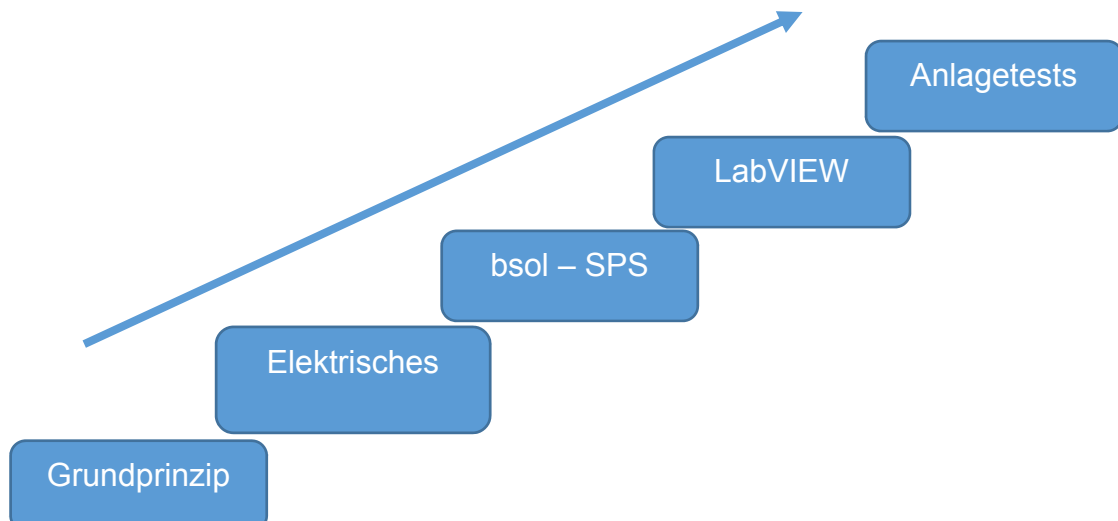 Anlagetests
LabVIEW
bsol – SPS
Elektrisches
Grundprinzip